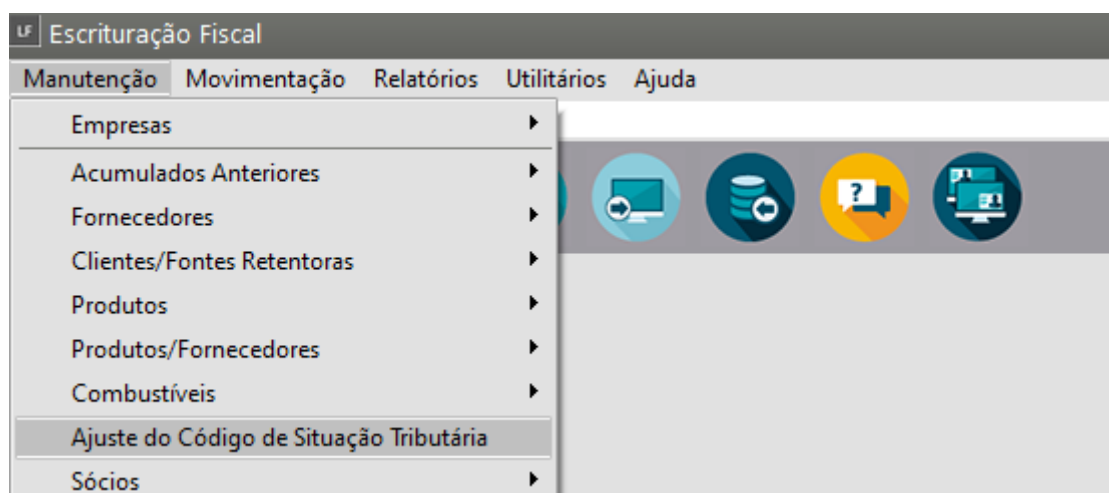 LF Escrituração Fiscal
Manutenção Movimentação Relatórios Utilitários Ajuda
Empresas
Acumulados Anteriores
Fornecedores
Clientes/Fontes Retentoras
Produtos
Produtos/Fornecedores
Combustíveis
Ajuste do Código de Situação Tributária
Sócios
?